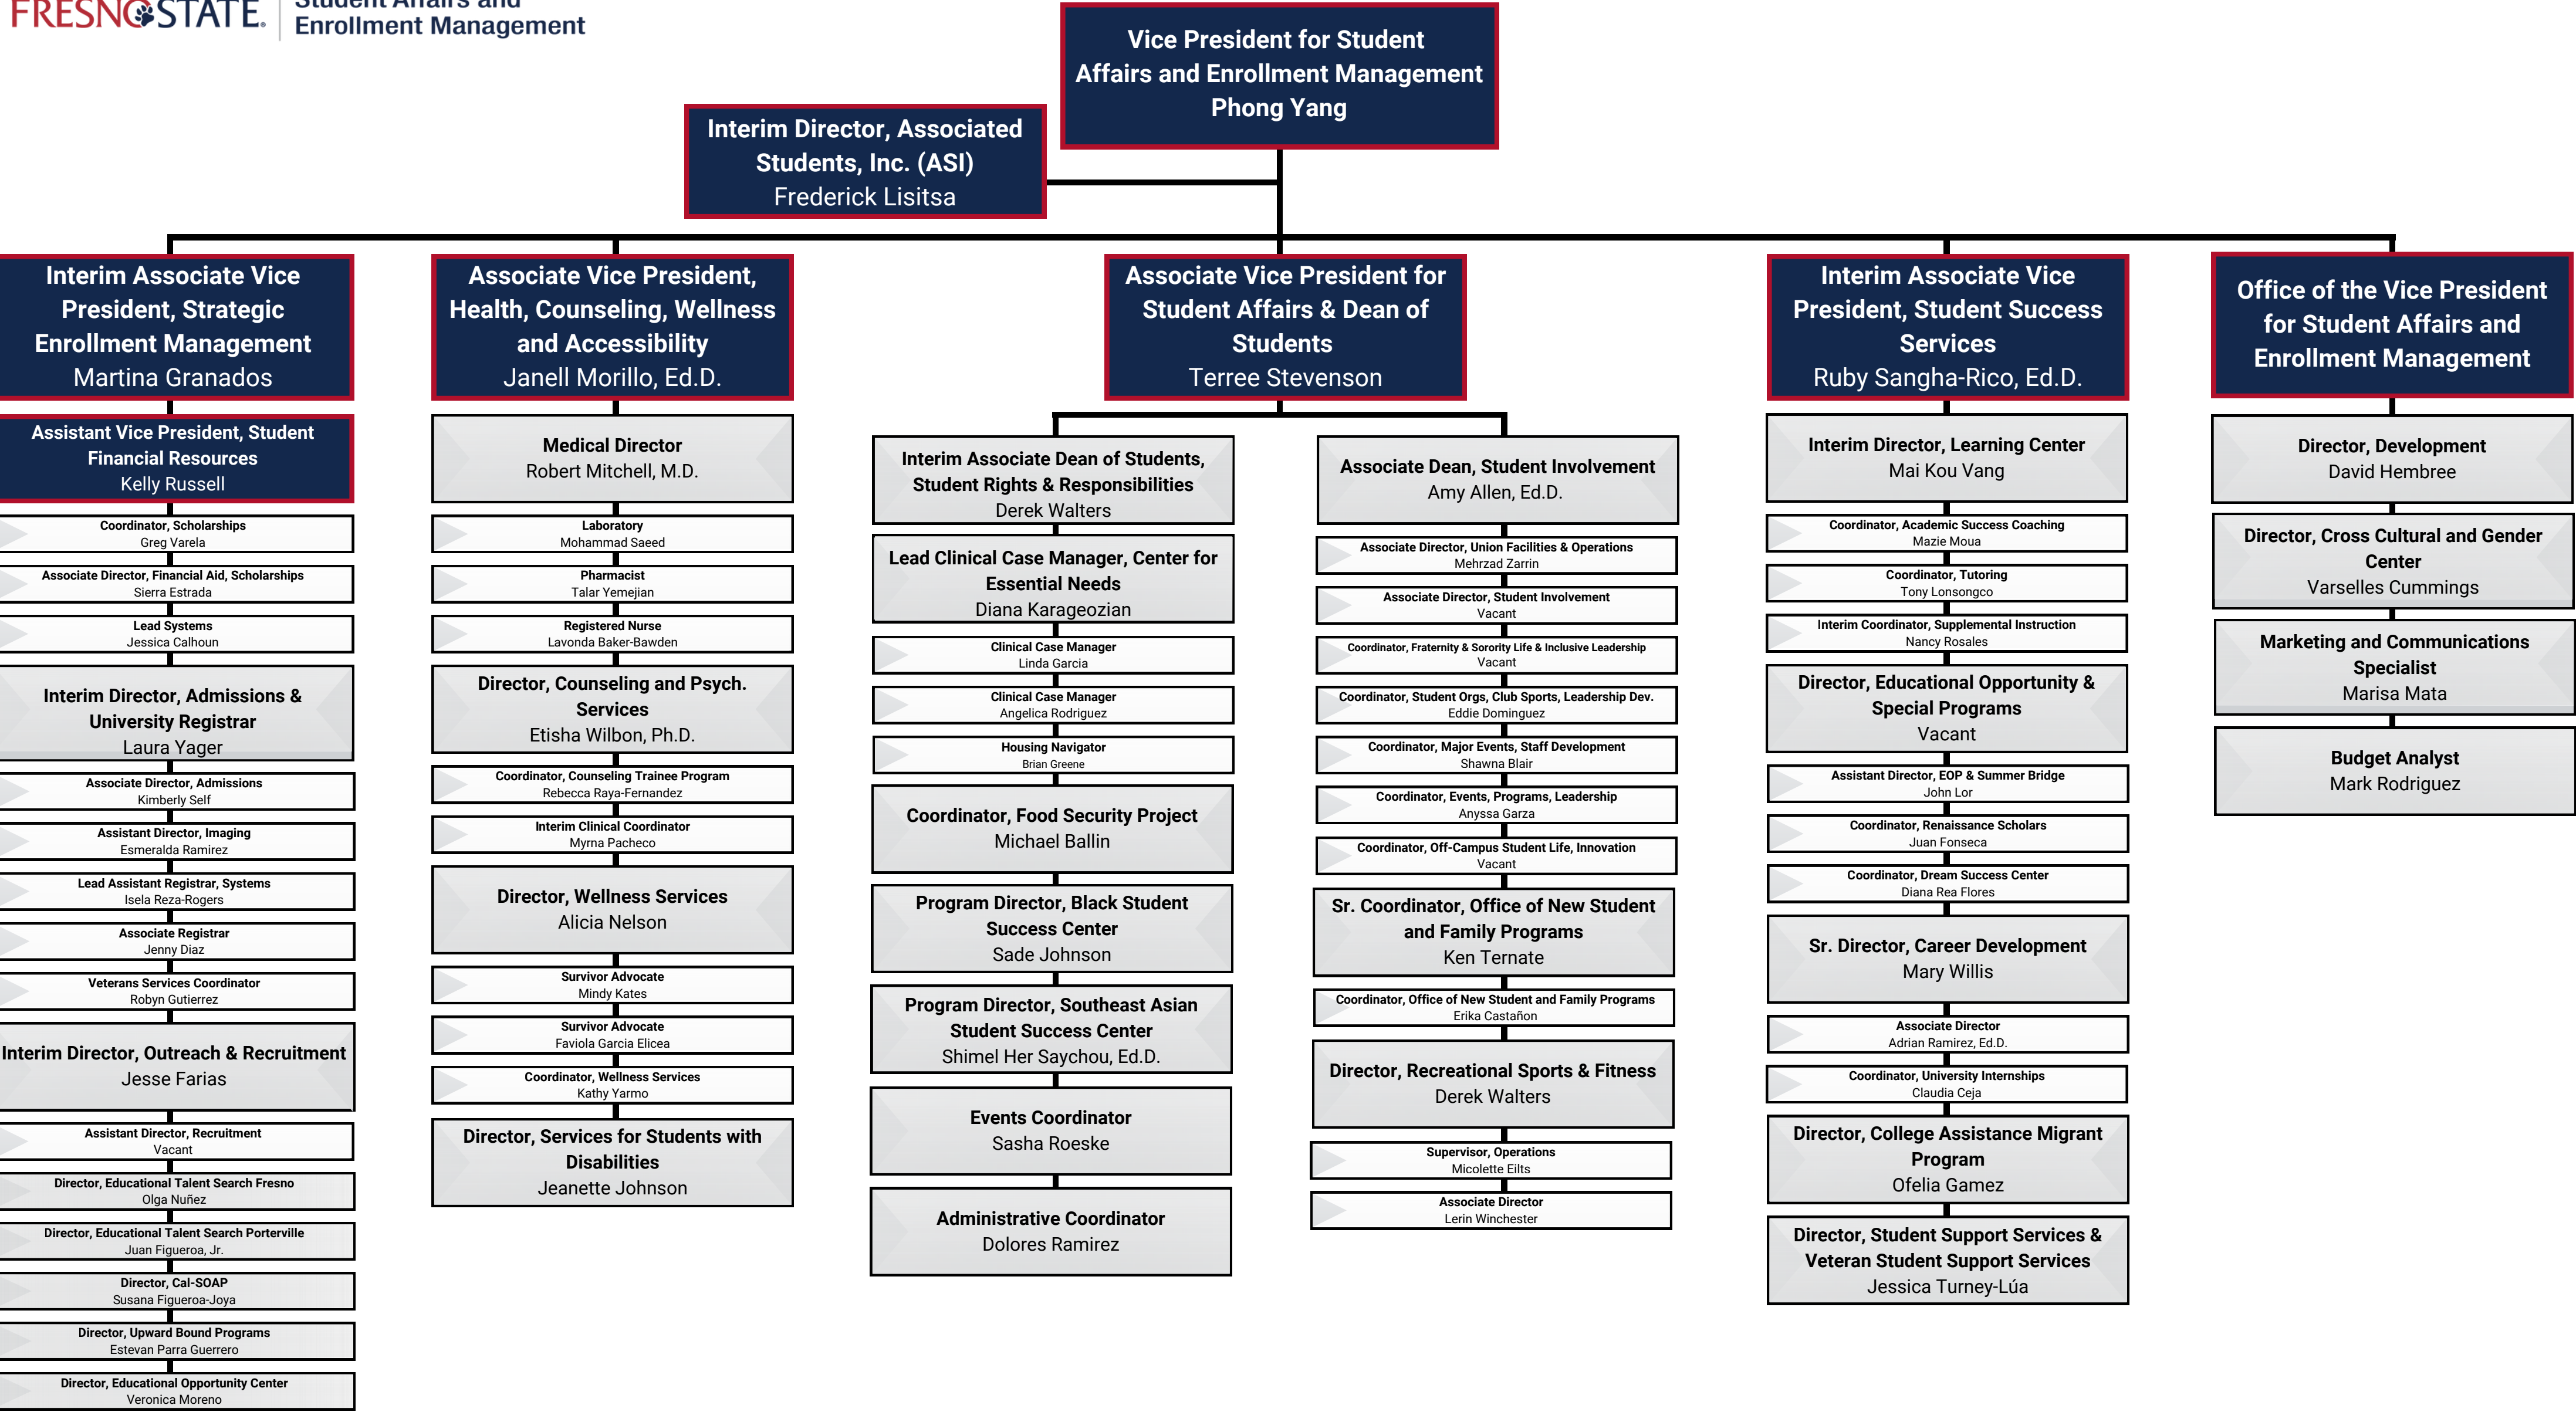 FRESNO STATE.
Student Affairs and
Enrollment Management
Vice President for Student
Affairs and Enrollment Management
Phong Yang
Interim Director, Associated
Students, Inc. (ASI)
Frederick Lisitsa
Interim Associate Vice
President, Strategic
Enrollment Management
Martina Granados
Assistant Vice President, Student
Financial Resources
Kelly Russell
Coordinator, Scholarships
Greg Varela
Associate Director, Financial Aid, Scholarships
Sierra Estrada
Lead Systems
Jessica Calhoun
Interim Director, Admissions &
University Registrar
Laura Yager
Associate Director, Admissions
Kimberly Self
Assistant Director, Imaging
Esmeralda Ramirez
Lead Assistant Registrar, Systems
Isela Reza-Rogers
Associate Registrar
Jenny Diaz
Veterans Services Coordinator
Robyn Gutierrez
Interim Director, Outreach & Recruitment
Jesse Farias
Assistant Director, Recruitment
Vacant
Director, Educational Talent Search Fresno
Olga Nuñez
Director, Educational Talent Search Porterville
Juan Figueroa, Jr.
Director, Cal-SOAP
Susana Figueroa-Joya
Director, Upward Bound Programs
Estevan Parra Guerrero
Director, Educational Opportunity Center
Veronica Moreno
Associate Vice President,
Health, Counseling, Wellness
and Accessibility
Janell Morillo, Ed.D.
Medical Director
Robert Mitchell, M.D.
Laboratory
Mohammad Saeed
Pharmacist
Talar Yemejian
Registered Nurse
Lavonda Baker-Bawden
Director, Counseling and Psych.
Services
Etisha Wilbon, Ph.D.
Coordinator, Counseling Trainee Program
Rebecca Raya-Fernandez
Interim Clinical Coordinator
Myrna Pacheco
Director, Wellness Services
Alicia Nelson
Survivor Advocate
Mindy Kates
Survivor Advocate
Faviola Garcia Elicea
Coordinator, Wellness Services
Kathy Yarmo
Director, Services for Students with
Disabilities
Jeanette Johnson
Associate Vice President for
Student Affairs & Dean of
Students
Terree Stevenson
Interim Associate Dean of Students,
Student Rights & Responsibilities
Derek Walters
Lead Clinical Case Manager, Center for
Essential Needs
Diana Karageozian
Clinical Case Manager
Linda Garcia
Clinical Case Manager
Angelica Rodriguez
Housing Navigator
Brian Greene
Coordinator, Food Security Project
Michael Ballin
Program Director, Black Student
Success Center
Sade Johnson
Program Director, Southeast Asian
Student Success Center
Shimel Her Saychou, Ed.D.
Events Coordinator
Sasha Roeske
Administrative Coordinator
Dolores Ramirez
Associate Dean, Student Involvement
Amy Allen, Ed.D.
Associate Director, Union Facilities & Operations
Mehrzad Zarrin
Associate Director, Student Involvement
Vacant
Coordinator, Fraternity & Sorority Life & Inclusive Leadership
Vacant
Coordinator, Student Orgs, Club Sports, Leadership Dev.
Eddie Dominguez
Coordinator, Major Events, Staff Development
Shawna Blair
Coordinator, Events, Programs, Leadership
Anyssa Garza
Coordinator, Off-Campus Student Life, Innovation
Vacant
Sr. Coordinator, Office of New Student
and Family Programs
Ken Ternate
Coordinator, Office of New Student and Family Programs
Erika Castañon
Director, Recreational Sports & Fitness
Derek Walters
Supervisor, Operations
Micolette Eilts
Associate Director
Lerin Winchester
Interim Associate Vice
President, Student Success
Services
Ruby Sangha-Rico, Ed.D.
Interim Director, Learning Center
Mai Kou Vang
Coordinator, Academic Success Coaching
Mazie Moua
Coordinator, Tutoring
Tony Lonsongco
Interim Coordinator, Supplemental Instruction
Nancy Rosales
Director, Educational Opportunity &
Special Programs
Vacant
Assistant Director, EOP & Summer Bridge
John Lor
Coordinator, Renaissance Scholars
Juan Fonseca
Coordinator, Dream Success Center
Diana Rea Flores
Sr. Director, Career Development
Mary Willis
Associate Director
Adrian Ramirez, Ed.D.
Coordinator, University Internships
Claudia Ceja
Director, College Assistance Migrant
Program
Ofelia Gamez
Director, Student Support Services &
Veteran Student Support Services
Jessica Turney-Lúa
Office of the Vice President
for Student Affairs and
Enrollment Management
Director, Development
David Hembree
Director, Cross Cultural and Gender
Center
Varselles Cummings
Marketing and Communications
Specialist
Marisa Mata
Budget Analyst
Mark Rodriguez